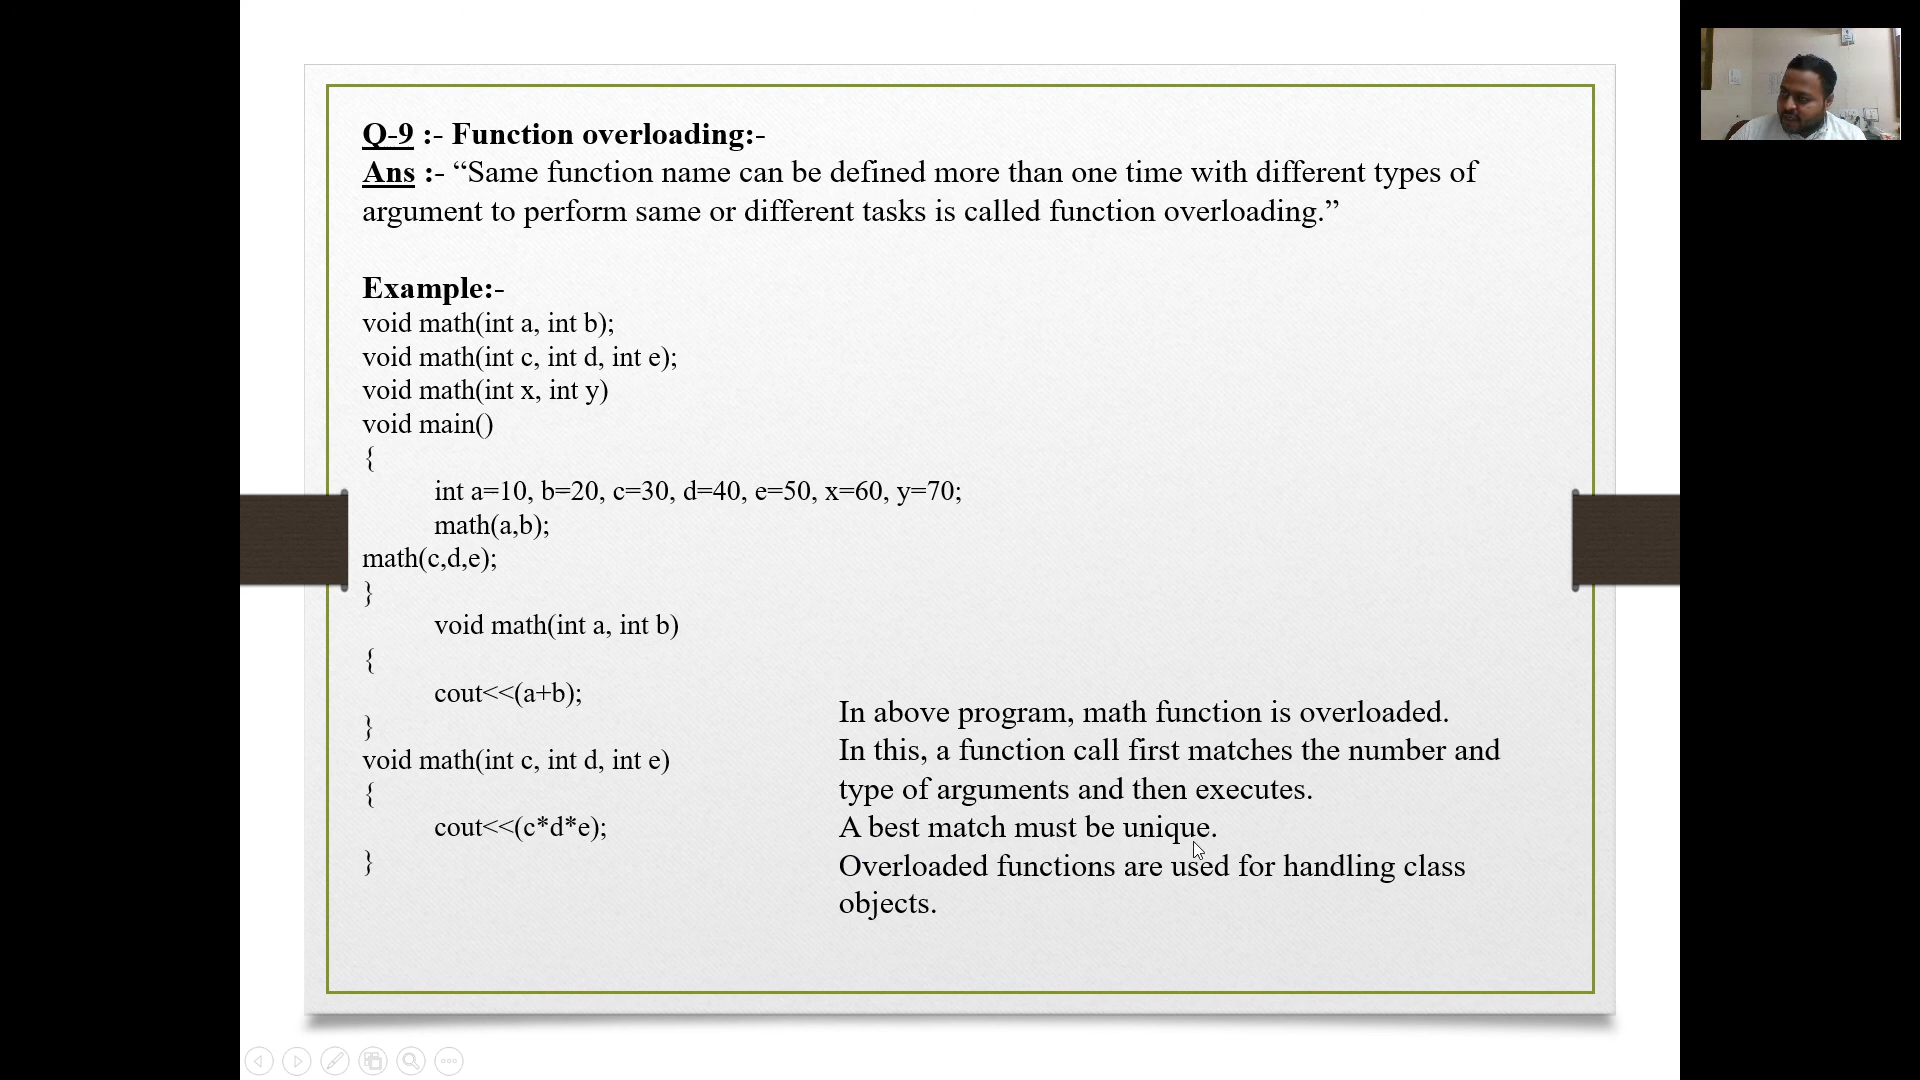 Q-9 :- Function overloading:-
Ans :- “Same function name can be defined more than one time with different types of
argument to perform same or different tasks is called function overloading.”
Example:-
void math(int a, int b);
void math(int c, int d, int e);
void math(int x, int y)
void main()
{
int a=10, b=20, c=30, d=40, e=50, x=60, y=70;
math(a,b);
math(c,d,e);
}
void math(int a, int b)
{
cout<<(a+b);
}
void math(int c, int d, int e)
{
cout<<(c*d*e);
}
In above program, math function is overloaded.
In this, a function call first matches the number and
type of arguments and then executes.
A best match must be unique.
Overloaded functions are used for handling class
objects.